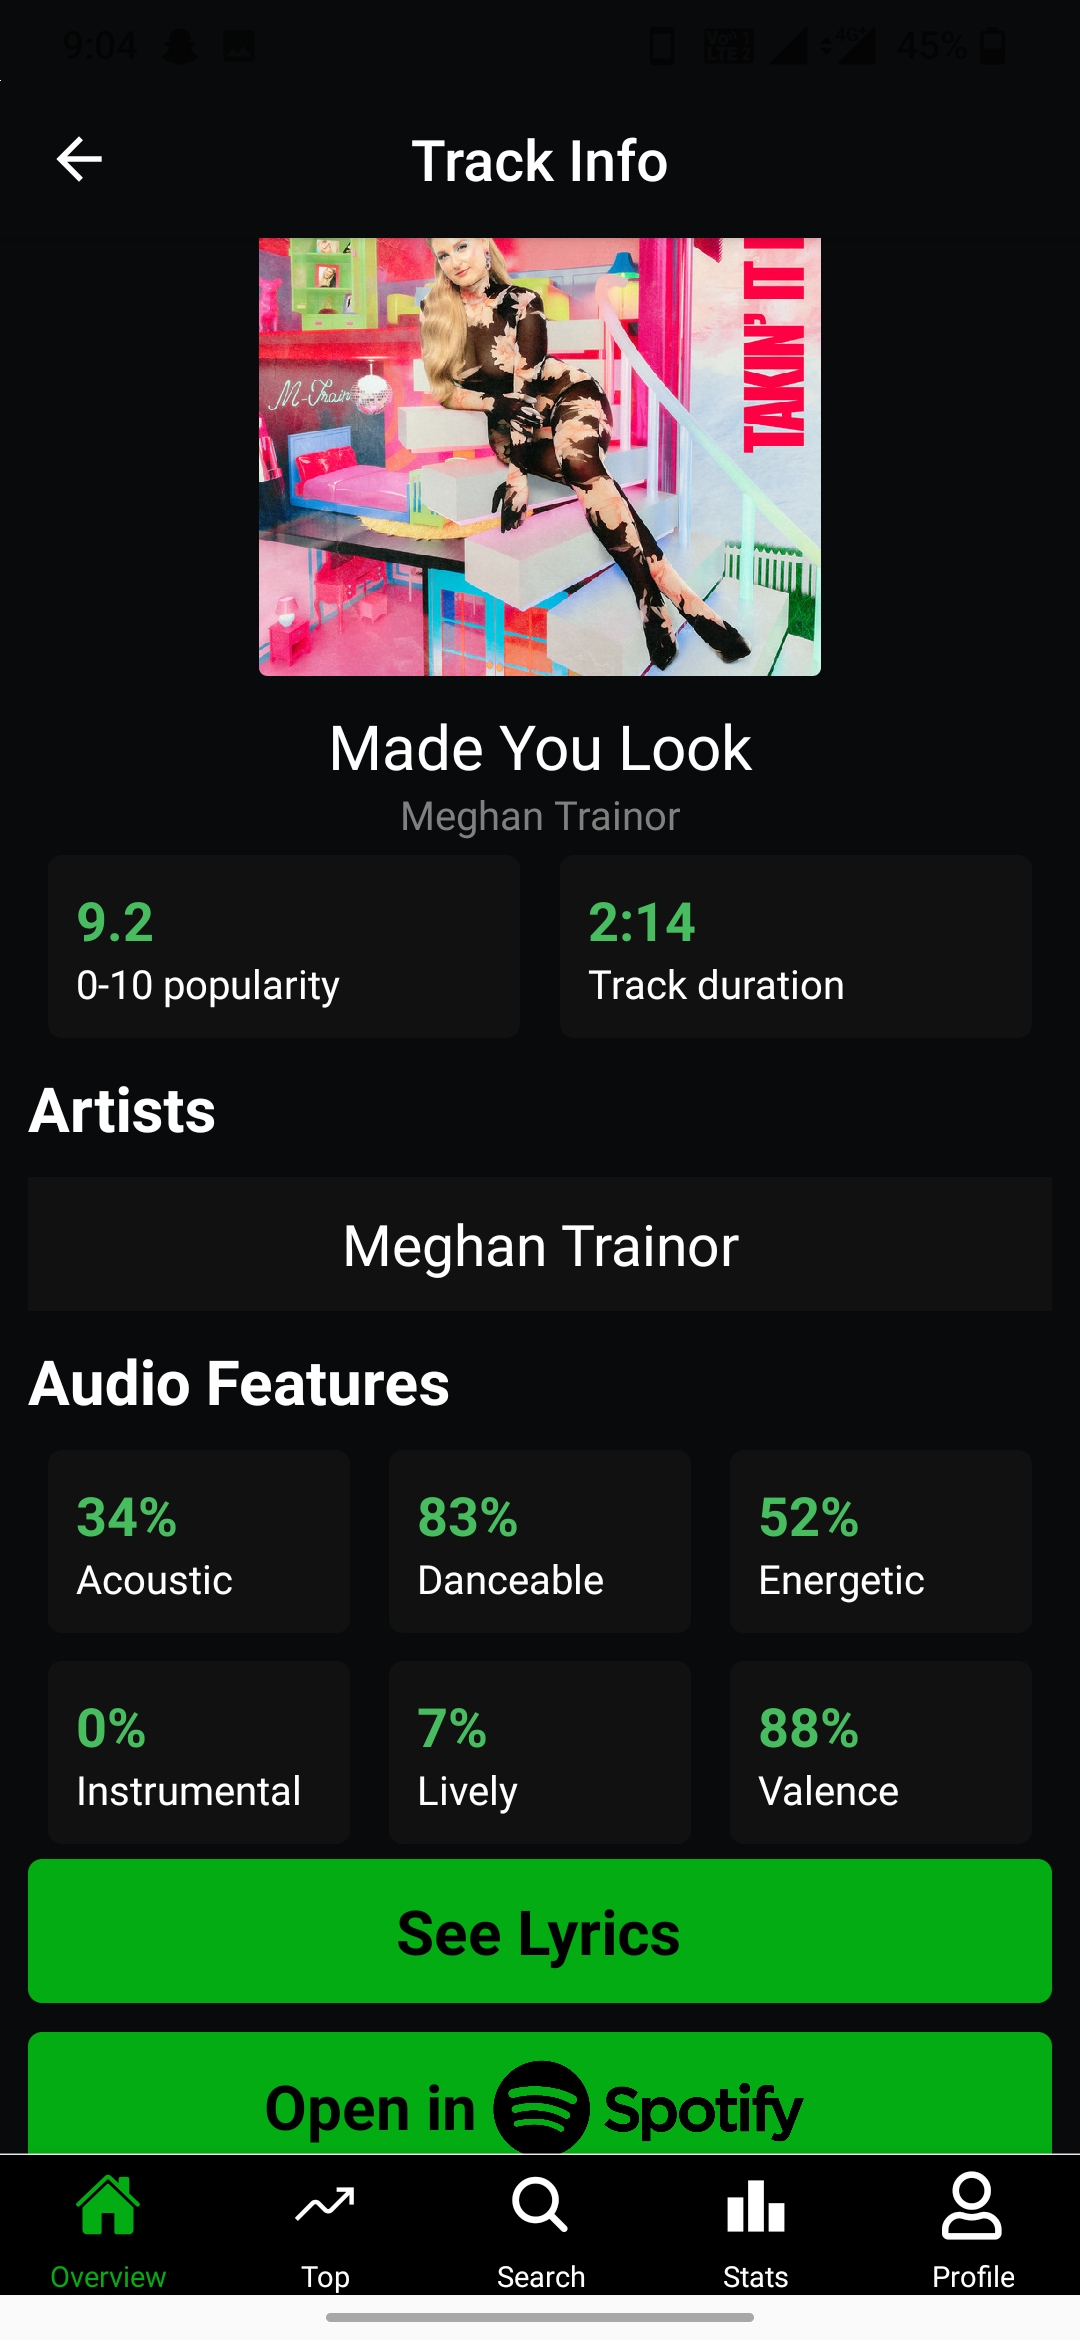 9:04
4G+
45%
Track Info
TAKIN' IT
M-Train
Made You Look
Meghan Trainor
9.2
2:14
0-10 popularity
Track duration
Artists
Meghan Trainor
Audio Features
34%
83%
52%
Acoustic
Danceable
Energetic
0%
7%
88%
Instrumental
Lively
Valence
See Lyrics
Open in Spotify
Overview
Top
Search
Stats
Profile